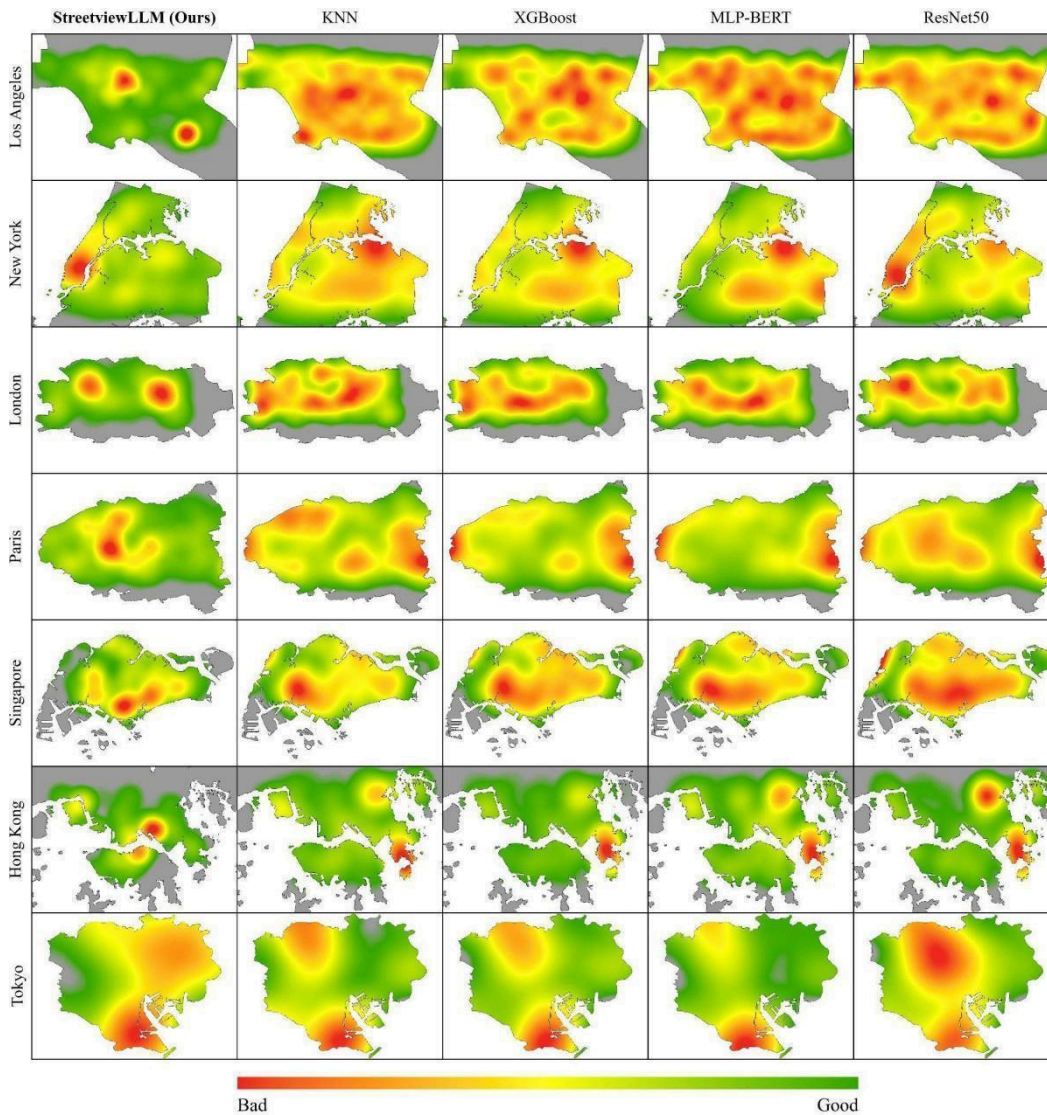 StreetviewLLM (Ours) KNN XGBoost MLP-BERT ResNet50
Los Angeles
New York
London
Paris
Singapore
Hong Kong
Tokyo
Bad Good